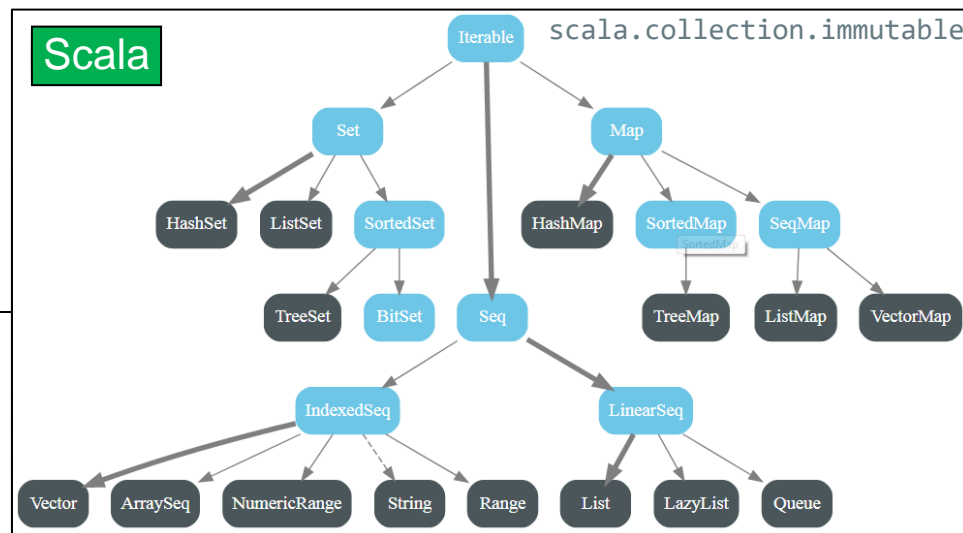 Scala
scala.collection.immutable
Iterable
Set
Map
HashSet
ListSet
SortedSet
HashMap
SortedMap
SeqMap
SortedMap
TreeSet
BitSet
Seq
TreeMap
ListMap
VectorMap
IndexedSeq
LinearSeq
Vector
ArraySeq
NumericRange
String
Range
List
LazyList
Queue